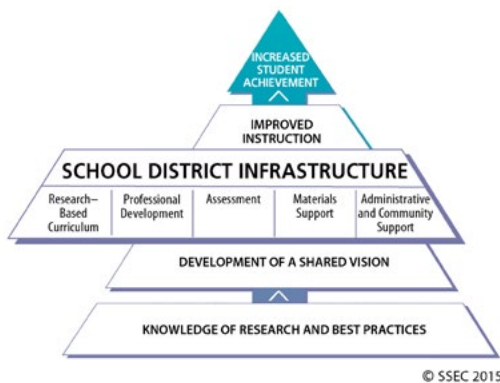 INCREASED
STUDENT
ACHIEVEMENT
IMPROVED
INSTRUCTION
SCHOOL DISTRICT INFRASTRUCTURE
Research–
Based
Curriculum
Professional
Development
Assessment
Materials
Support
Administrative
and Community
Support
DEVELOPMENT OF A SHARED VISION
KNOWLEDGE OF RESEARCH AND BEST PRACTICES
© SSEC 2015